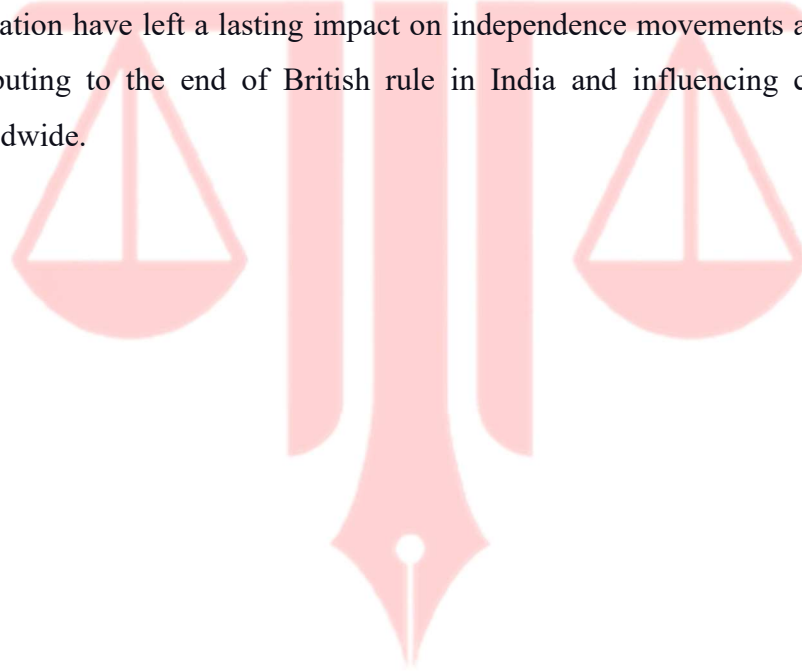 ation have left a lasting impact on independence movements a
buting to the end of British rule in India and influencing c
dwide.